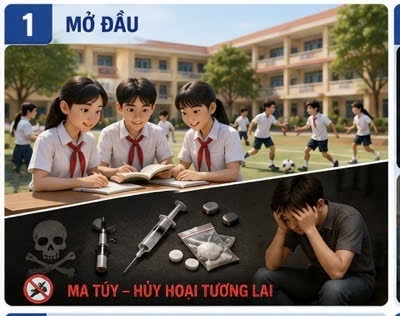 1 MỞ ĐẦU
MA TÚY – HỦY HOẠI TƯƠNG LAI